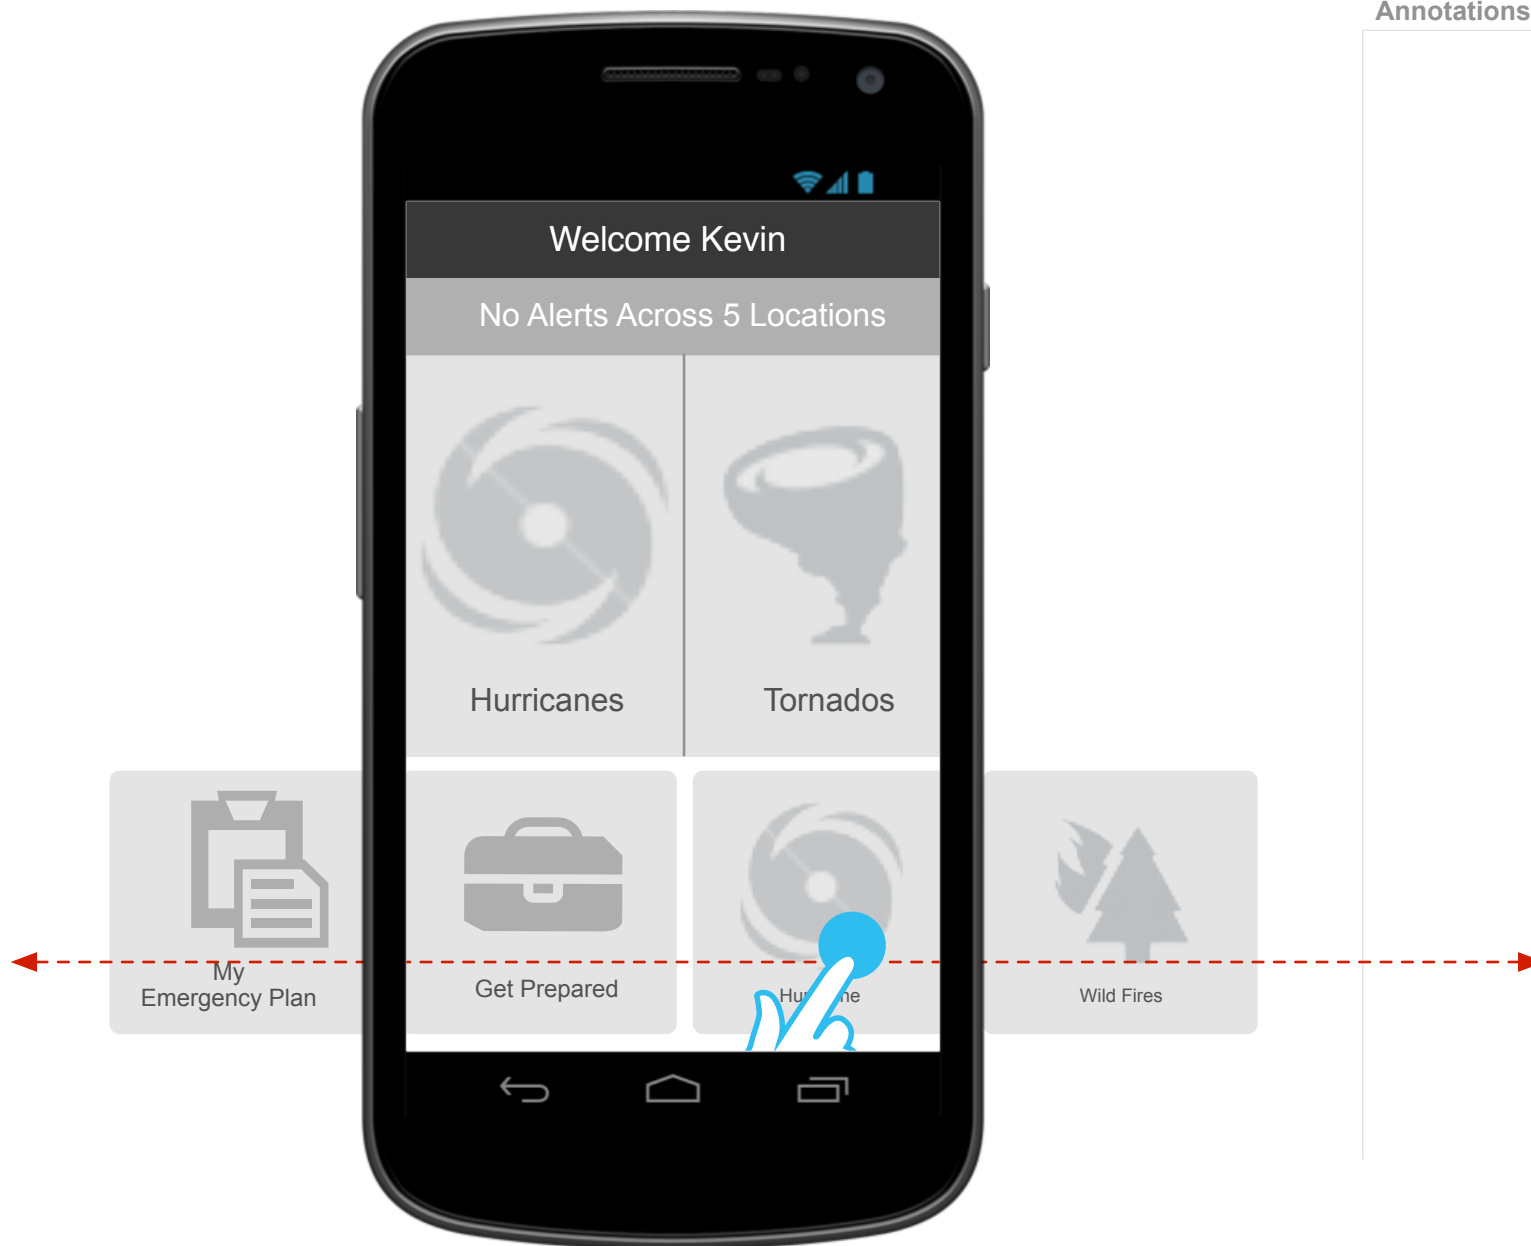 Annotations
Welcome Kevin
No Alerts Across 5 Locations
Hurricanes
Tornados
My
Emergency Plan
Get Prepared
Wild Fires